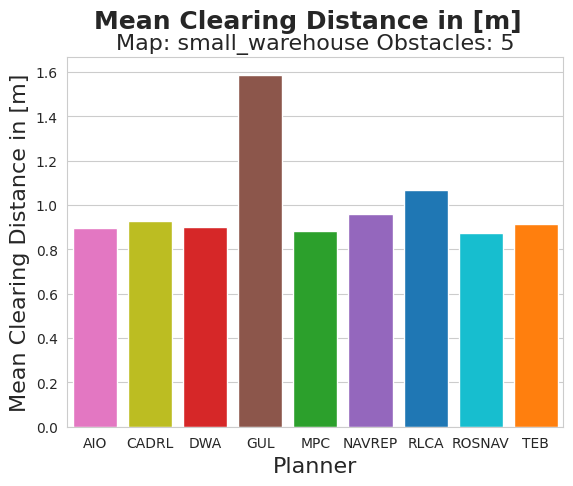 Mean Clearing Distance in [m]
Map: small_warehouse Obstacles: 5
Mean Clearing Distance in [m]
1.6
1.4
1.2
1.0
0.8
0.6
0.4
0.2
0.0
AIO CADRL DWA GUL MPC NAVREP RLCA ROSNAV TEB
Planner